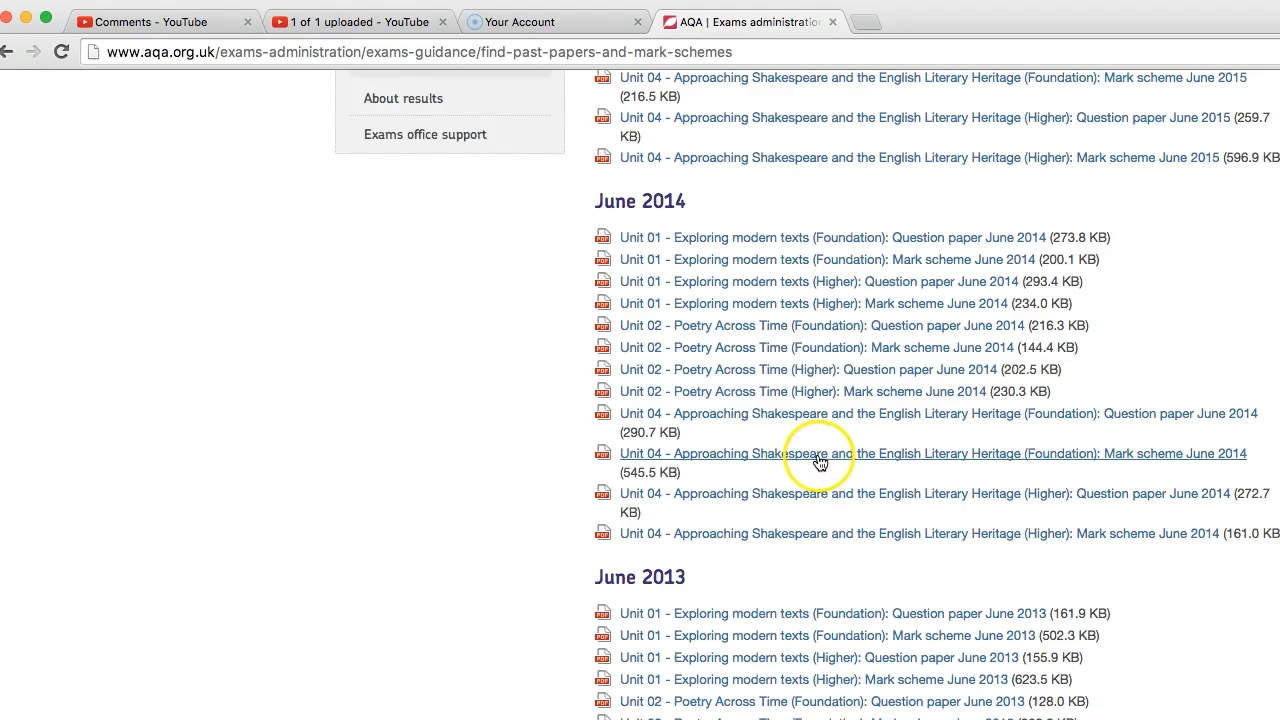 Comments - YouTube
1 of 1 uploaded - YouTube
Your Account
AQA | Exams administration
www.aqa.org.uk/exams-administration/exams-guidance/find-past-papers-and-mark-schemes
About results
Exams office support
Unit 04 - Approaching Shakespeare and the English Literary Heritage (Foundation): Mark scheme June 2015
(216.5 KB)
Unit 04 - Approaching Shakespeare and the English Literary Heritage (Higher): Question paper June 2015 (259.7
KB)
Unit 04 - Approaching Shakespeare and the English Literary Heritage (Higher): Mark scheme June 2015 (596.9 KB
June 2014
Unit 01 - Exploring modern texts (Foundation): Question paper June 2014 (273.8 KB)
Unit 01 - Exploring modern texts (Foundation): Mark scheme June 2014 (200.1 KB)
Unit 01 - Exploring modern texts (Higher): Question paper June 2014 (293.4 KB)
Unit 01 - Exploring modern texts (Higher): Mark scheme June 2014 (234.0 KB)
Unit 02 - Poetry Across Time (Foundation): Question paper June 2014 (216.3 KB)
Unit 02 - Poetry Across Time (Foundation): Mark scheme June 2014 (144.4 KB)
Unit 02 - Poetry Across Time (Higher): Question paper June 2014 (202.5 KB)
Unit 02 - Poetry Across Time (Higher): Mark scheme June 2014 (230.3 KB)
Unit 04 - Approaching Shakespeare and the English Literary Heritage (Foundation): Question paper June 2014
(290.7 KB)
Unit 04 - Approaching Shakespeare and the English Literary Heritage (Foundation): Mark scheme June 2014
(545.5 KB)
Unit 04 - Approaching Shakespeare and the English Literary Heritage (Higher): Question paper June 2014 (272.7
KB)
Unit 04 - Approaching Shakespeare and the English Literary Heritage (Higher): Mark scheme June 2014 (161.0 KB
June 2013
Unit 01 - Exploring modern texts (Foundation): Question paper June 2013 (161.9 KB)
Unit 01 - Exploring modern texts (Foundation): Mark scheme June 2013 (502.3 KB)
Unit 01 - Exploring modern texts (Higher): Question paper June 2013 (155.9 KB)
Unit 01 - Exploring modern texts (Higher): Mark scheme June 2013 (623.5 KB)
Unit 02 - Poetry Across Time (Foundation): Question paper June 2013 (128.0 KB)